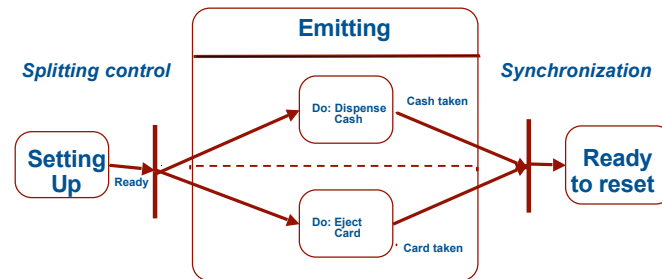 Emitting
Splitting control
Synchronization
Do: Dispense
Cash
Cash taken
Setting
Up
Ready
Ready
to reset
Do: Eject
Card
Card taken